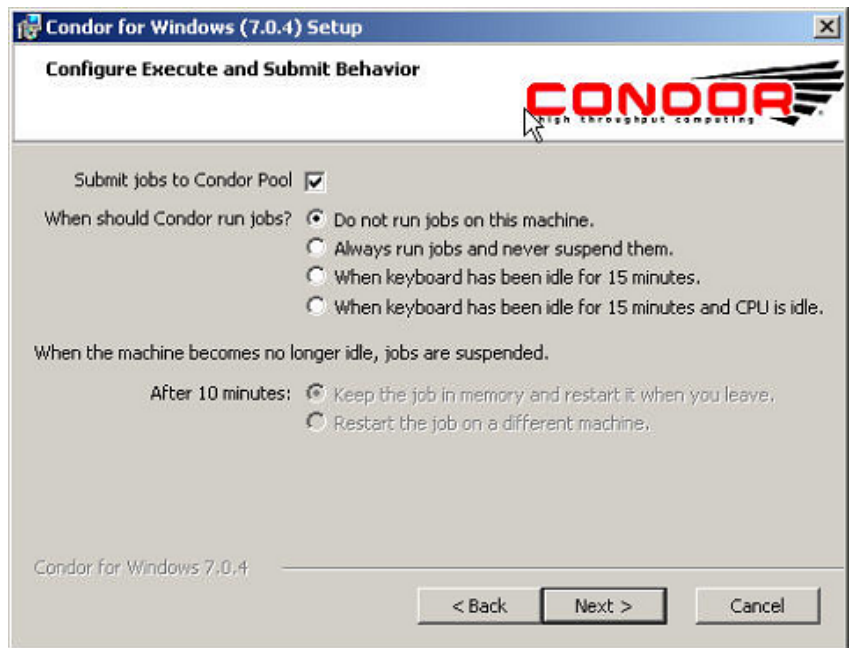 Condor for Windows (7.0.4) Setup
Configure Execute and Submit Behavior
CONDOR
high throughput computing
Submit jobs to Condor Pool
When should Condor run jobs? Do not run jobs on this machine.
Always run jobs and never suspend them.
When keyboard has been idle for 15 minutes.
When keyboard has been idle for 15 minutes and CPU is idle.
When the machine becomes no longer idle, jobs are suspended.
After 10 minutes: Keep the job in memory and restart it when you leave.
Restart the job on a different machine.
Condor for Windows 7.0.4
< Back Next > Cancel